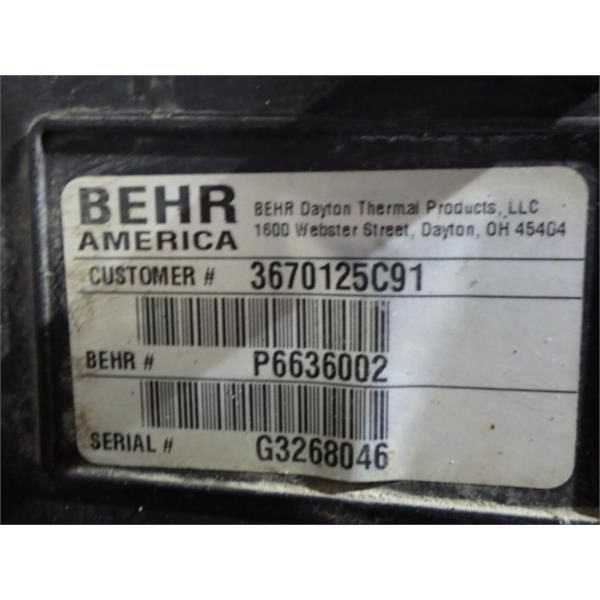 BEHR
AMERICA
BEHR Dayton Thermal Products, LLC
1600 Webster Street, Dayton, OH 45404
CUSTOMER # 3670125C91
BEHR # P6636002
SERIAL # G3268046